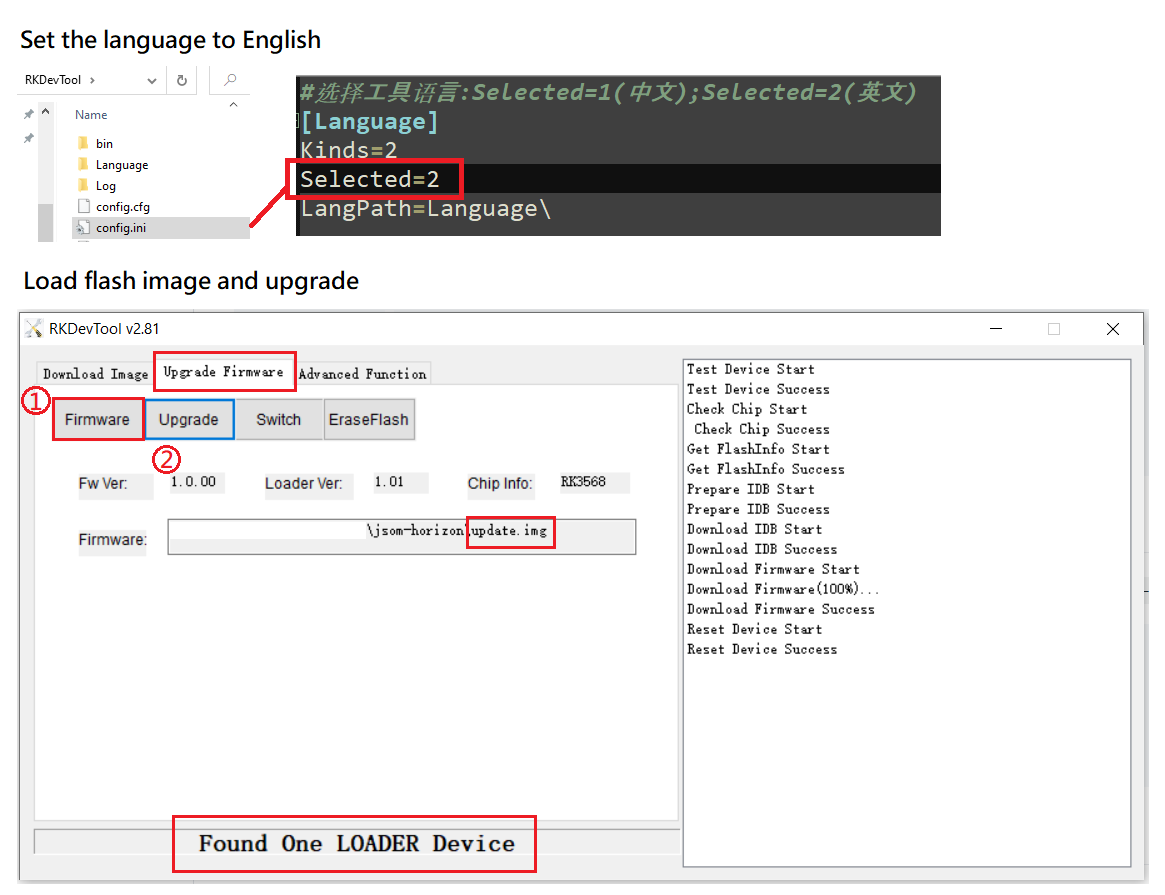 Set the language to English
RKDevTool
Name
bin
Language
Log
config.cfg
config.ini
#选择工具语言:Selected=1(中文);Selected=2(英文)
[Language]
Kinds=2
Selected=2
LangPath=Language\
Load flash image and upgrade
RKDevTool v2.81
Download Image Upgrade Firmware Advanced Function
① Firmware Upgrade Switch EraseFlash
②
Fw Ver: 1.0.00 Loader Ver: 1.01 Chip Info: RK3568
Firmware: \jsom-horizon\update.img
Found One LOADER Device
Test Device Start
Test Device Success
Check Chip Start
Check Chip Success
Get FlashInfo Start
Get FlashInfo Success
Prepare IDB Start
Prepare IDB Success
Download IDB Start
Download IDB Success
Download Firmware Start
Download Firmware(100%)...
Download Firmware Success
Reset Device Start
Reset Device Success